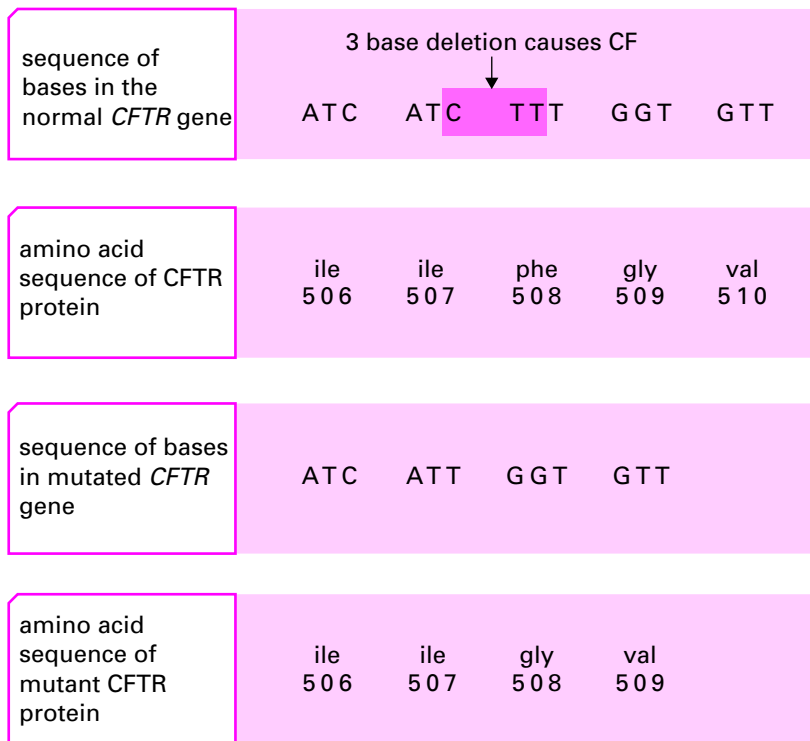 3 base deletion causes CF
sequence of
bases in the
normal CFTR gene
ATC ATC TTT GGT GTT
amino acid
sequence of CFTR
protein
ile ile phe gly val
506 507 508 509 510
sequence of bases
in mutated CFTR
gene
ATC ATT GGT GTT
amino acid
sequence of
mutant CFTR
protein
ile ile gly val
506 507 508 509